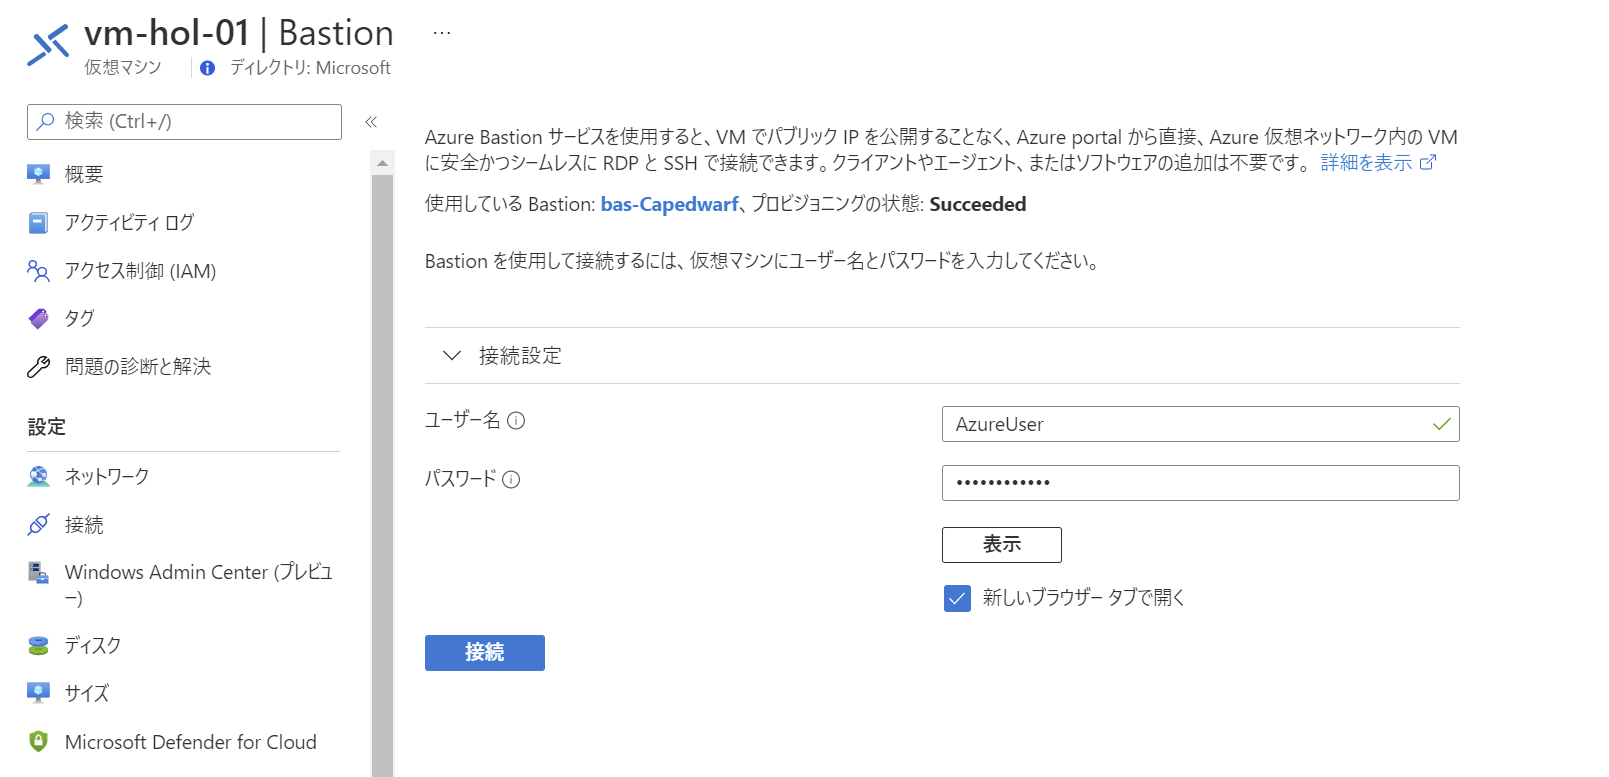 vm-hol-01 | Bastion
…
仮想マシン
ディレクトリ: Microsoft
検索 (Ctrl+/)
«
概要
アクティビティ ログ
アクセス制御 (IAM)
タグ
問題の診断と解決
設定
ネットワーク
接続
Windows Admin Center (プレビュ
ー)
ディスク
サイズ
Microsoft Defender for Cloud
Azure Bastion サービスを使用すると、VM でパブリック IP を公開することなく、Azure portal から直接、Azure 仮想ネットワーク内の VM
に安全かつシームレスに RDP と SSH で接続できます。クライアントやエージェント、またはソフトウェアの追加は不要です。 詳細を表示
使用している Bastion: bas-Capedwarf、プロビジョニングの状態: Succeeded
Bastion を使用して接続するには、仮想マシンにユーザー名とパスワードを入力してください。
接続設定
ユーザー名
AzureUser
パスワード
••••••••••••
表示
新しいブラウザー タブで開く
接続